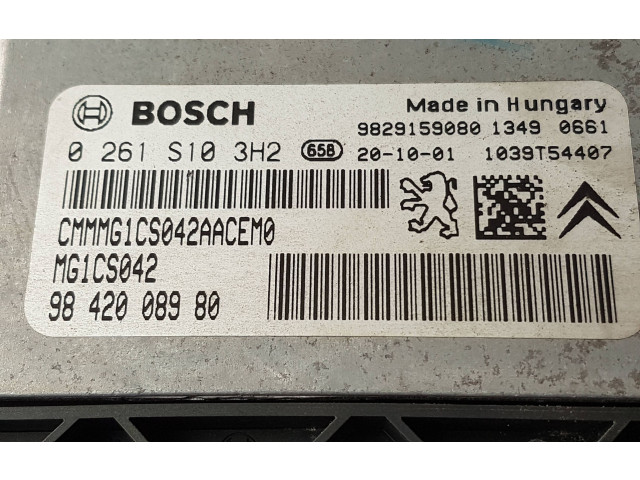 BOSCH
Made in Hungary
9829159080 1349 0661
0 261 S10 3H2 65B 20-10-01 1039T54407
CMMMG1CS042AACEM0
MG1CS042
98 420 089 80